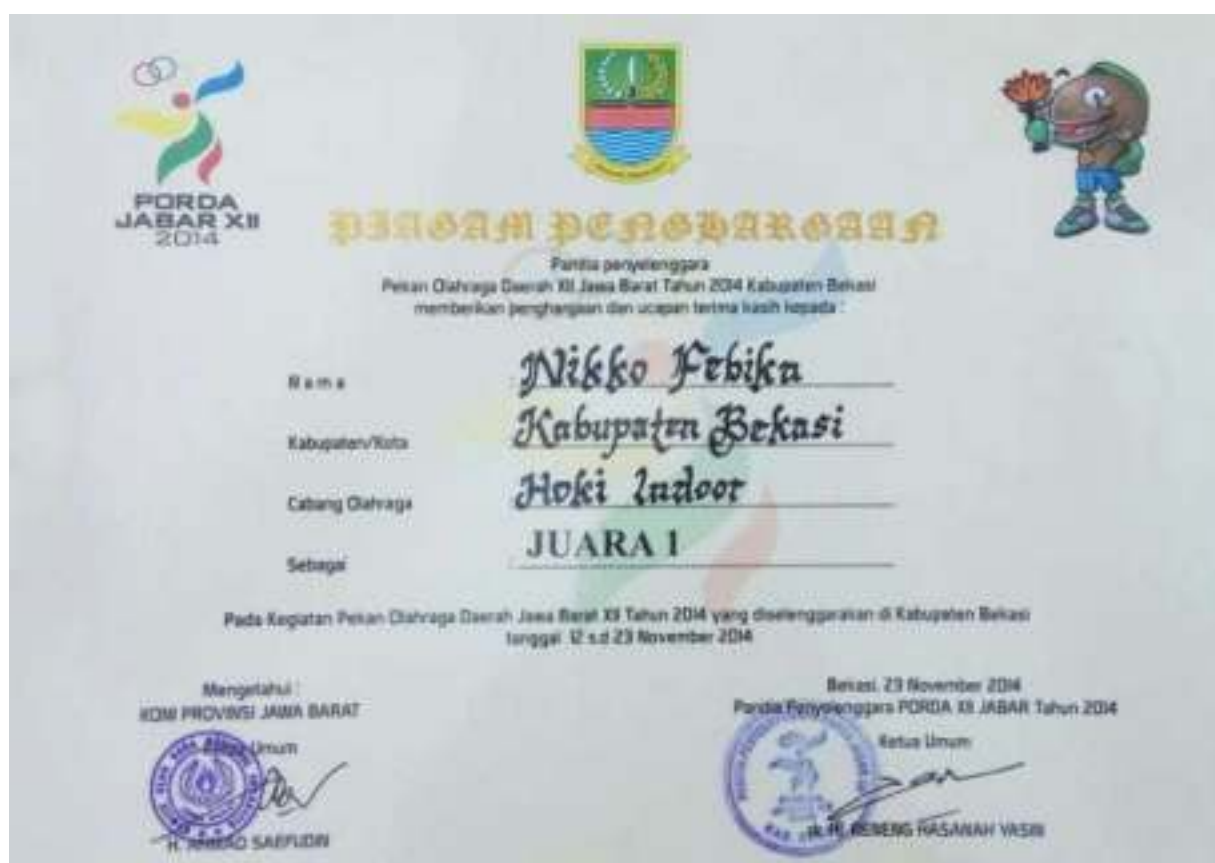 PORDA
JABAR XII
2014
PIAGAM PENGHARGAAN
Panitia penyelenggara
Pekan Olahraga Daerah XII Jawa Barat Tahun 2014 Kabupaten Bekasi
memberikan penghargaan dan ucapan terima kasih kepada :
Nama : Nikko Febika
Kabupaten/Kota : Kabupaten Bekasi
Cabang Olahraga : Hoki Indoor
Sebagai : JUARA 1
Pada Kegiatan Pekan Olahraga Daerah Jawa Barat XII Tahun 2014 yang diselenggarakan di Kabupaten Bekasi
tanggal 12 s.d 23 November 2014
Mengetahui :
KONI PROVINSI JAWA BARAT
Ketua Umum
H. AHMAD SAEFUDIN
Bekasi, 23 November 2014
Panitia Penyelenggara PORDA XII JABAR Tahun 2014
Ketua Umum
NENENG HASANAH YASIN